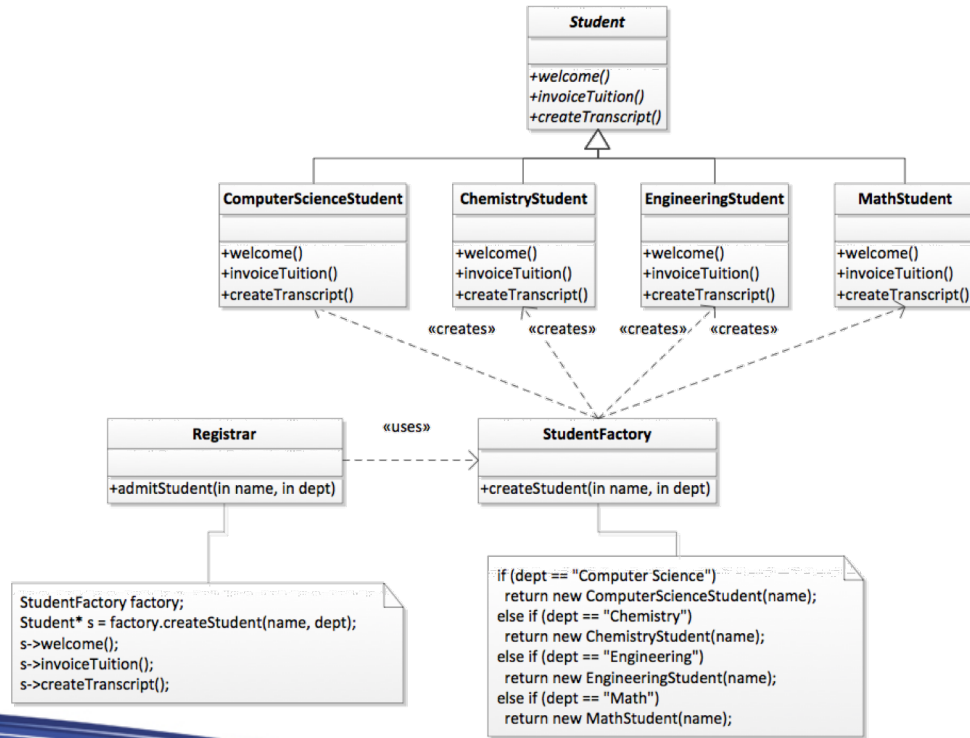 Student
+welcome()
+invoiceTuition()
+createTranscript()
ComputerScienceStudent
+welcome()
+invoiceTuition()
+createTranscript()
ChemistryStudent
+welcome()
+invoiceTuition()
+createTranscript()
EngineeringStudent
+welcome()
+invoiceTuition()
+createTranscript()
MathStudent
+welcome()
+invoiceTuition()
+createTranscript()
«creates»
«creates»
«creates»
«creates»
Registrar
+admitStudent(in name, in dept)
«uses»
StudentFactory
+createStudent(in name, in dept)
StudentFactory factory;
Student* s = factory.createStudent(name, dept);
s->welcome();
s->invoiceTuition();
s->createTranscript();
if (dept == "Computer Science")
return new ComputerScienceStudent(name);
else if (dept == "Chemistry")
return new ChemistryStudent(name);
else if (dept == "Engineering")
return new EngineeringStudent(name);
else if (dept == "Math")
return new MathStudent(name);